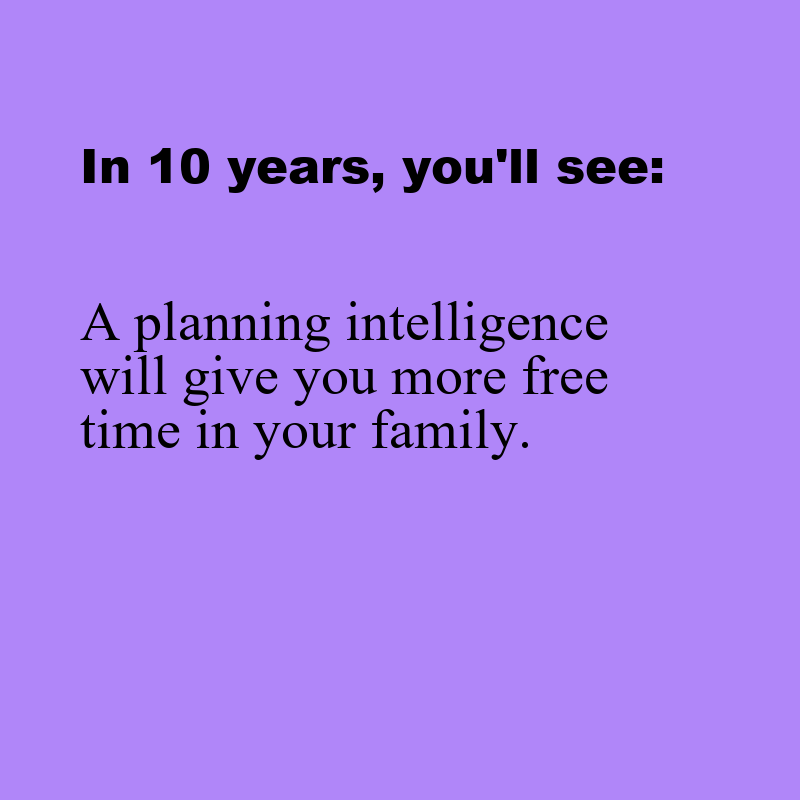 In 10 years, you'll see:
A planning intelligence
will give you more free
time in your family.